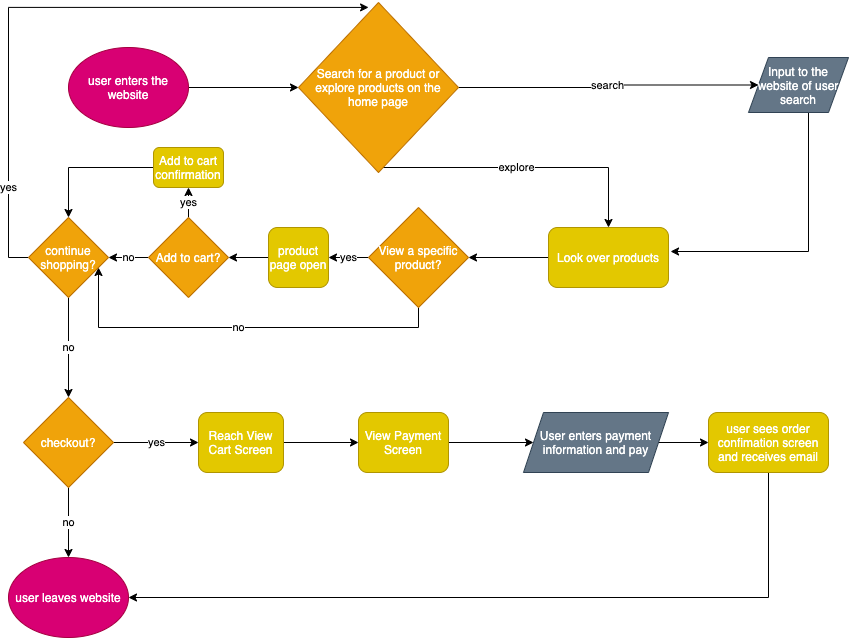 user enters the
website
Search for a product or
explore products on the
home page
search
Input to the
website of user
search
explore
yes
Add to cart
confirmation
yes
continue
shopping?
no
Add to cart?
product
page open
yes
View a specific
product?
Look over products
no
no
checkout?
yes
Reach View
Cart Screen
View Payment
Screen
User enters payment
information and pay
user sees order
confimation screen
and receives email
no
user leaves website